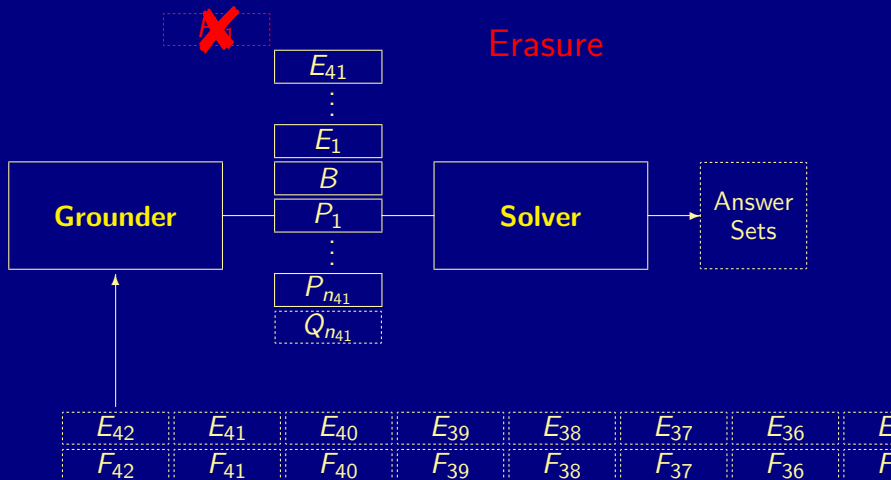 Erasure
E₄₁
⋮
E₁
B
Grounder P₁ Solver
Answer
Sets
⋮
Pₙ₄₁
Qₙ₄₁
E₄₂ E₄₁ E₄₀ E₃₉ E₃₈ E₃₇ E₃₆
F₄₂ F₄₁ F₄₀ F₃₉ F₃₈ F₃₇ F₃₆